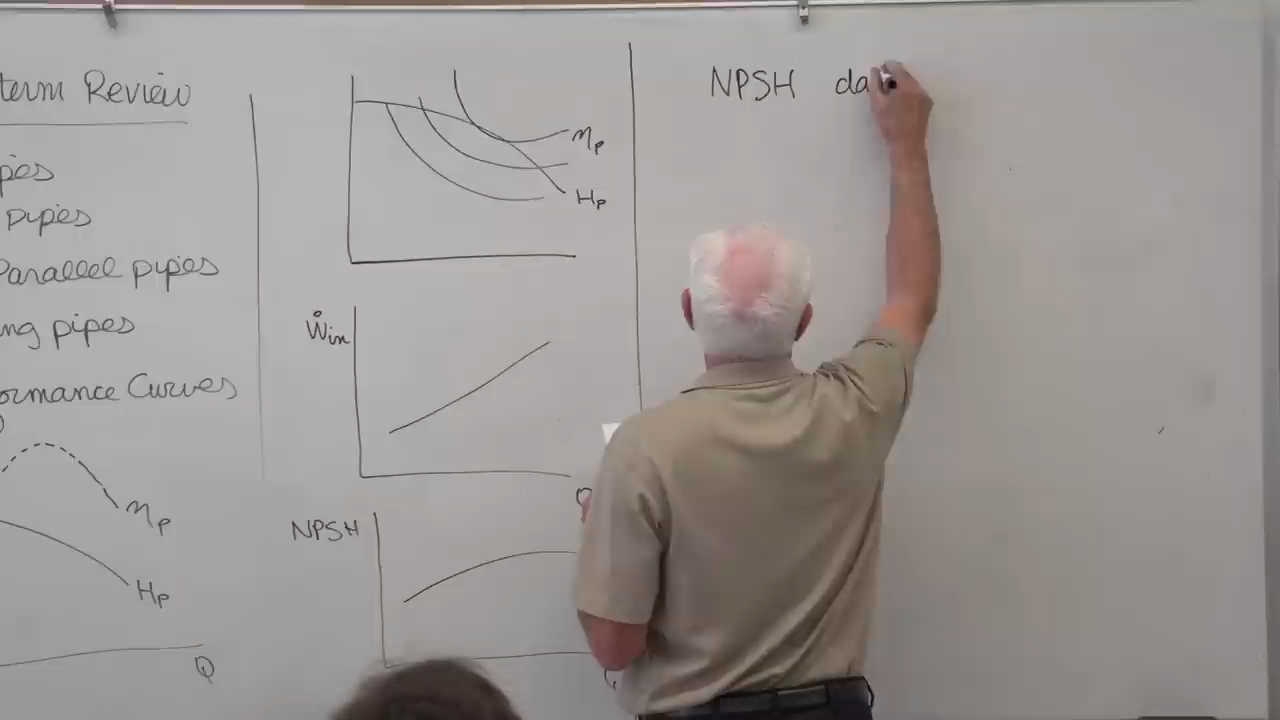 term Review
pes
pipes
Parallel pipes
ng pipes
ormance Curves
ηp
Hp
Q
ηp
Hp
Ẇin
Q
NPSH
NPSH da